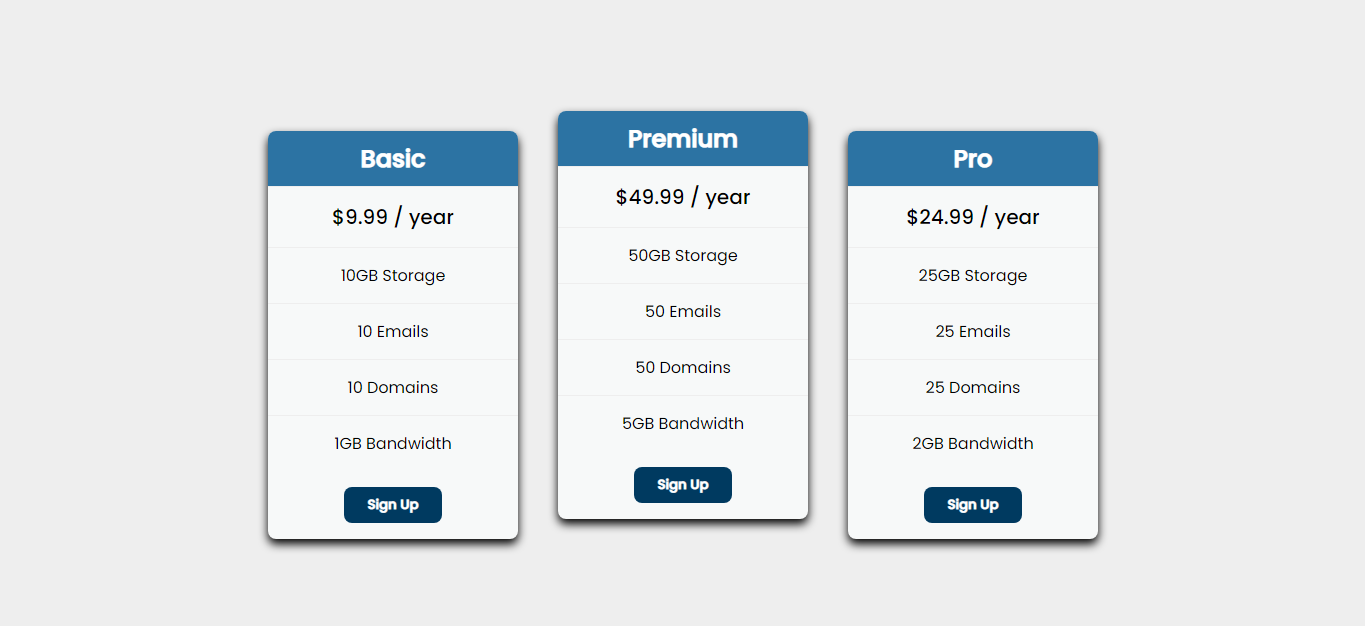 Basic
$9.99 / year
10GB Storage
10 Emails
10 Domains
1GB Bandwidth
Sign Up
Premium
$49.99 / year
50GB Storage
50 Emails
50 Domains
5GB Bandwidth
Sign Up
Pro
$24.99 / year
25GB Storage
25 Emails
25 Domains
2GB Bandwidth
Sign Up